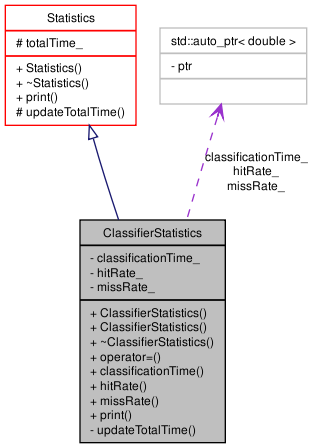 Statistics
# totalTime_
+ Statistics()
+ ~Statistics()
+ print()
# updateTotalTime()
std::auto_ptr< double >
- ptr
classificationTime_
hitRate_
missRate_
ClassifierStatistics
- classificationTime_
- hitRate_
- missRate_
+ ClassifierStatistics()
+ ClassifierStatistics()
+ ~ClassifierStatistics()
+ operator=()
+ classificationTime()
+ hitRate()
+ missRate()
+ print()
- updateTotalTime()